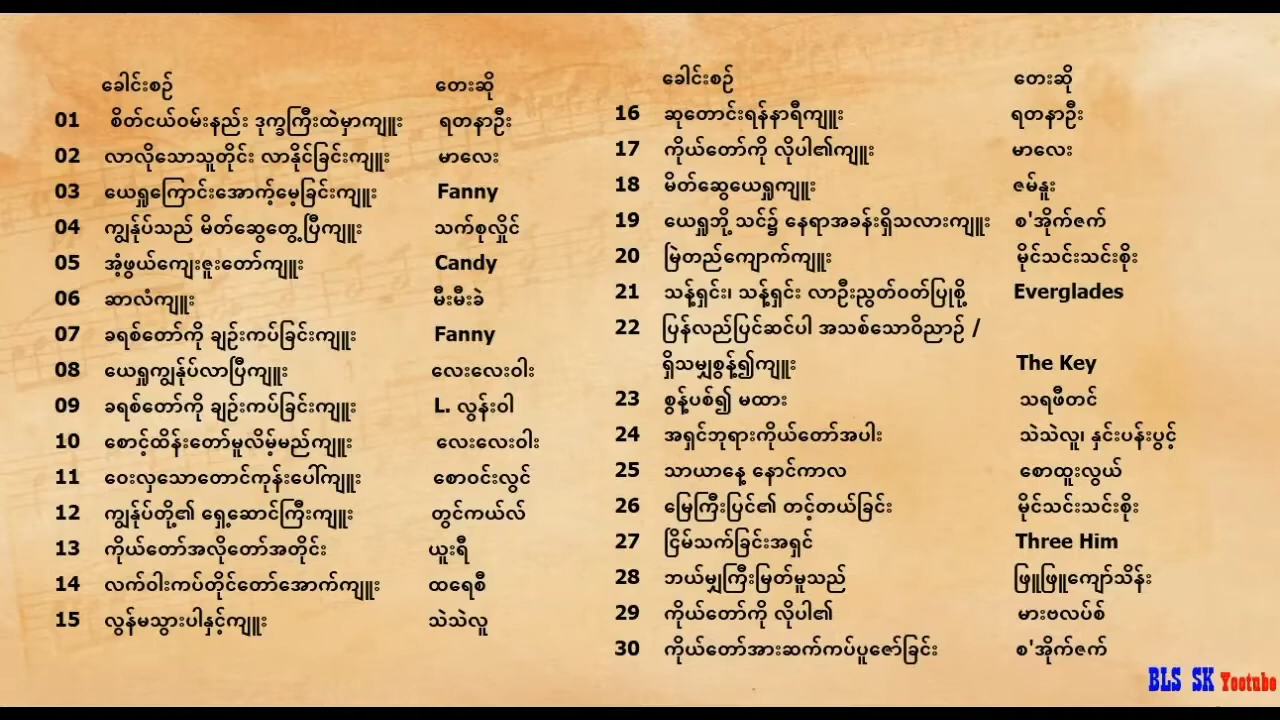 ခေါင်းစဉ် တေးဆို
01 စိတ်ငယ်ဝမ်းနည်း ဒုက္ခကြီးထဲမှာကျူး ရတနာဦး
02 လာလိုသောသူတိုင်း လာနိုင်ခြင်းကျူး မာလေး
03 ယေရှုကြောင်းအောက့်မေ့ခြင်းကျူး Fanny
04 ကျွန်ုပ်သည် မိတ်ဆွေတွေ့ပြီကျူး သက်စုလှိုင်
05 အံ့ဖွယ်ကျေးဇူးတော်ကျူး Candy
06 ဆာလံကျူး မီးမီးခဲ
07 ခရစ်တော်ကို ချဉ်းကပ်ခြင်းကျူး Fanny
08 ယေရှုကျွန်ုပ်လာပြီကျူး လေးလေးဝါး
09 ခရစ်တော်ကို ချဉ်းကပ်ခြင်းကျူး L. လွန်းဝါ
10 စောင့်ထိန်းတော်မူလိမ့်မည်ကျူး လေးလေးဝါး
11 ဝေးလှသောတောင်ကုန်းပေါ်ကျူး စောဝင်းလွင်
12 ကျွန်ုပ်တို့၏ ရှေ့ဆောင်ကြီးကျူး တွင်ကယ်လ်
13 ကိုယ်တော်အလိုတော်အတိုင်း ယူးရီ
14 လက်ဝါးကပ်တိုင်တော်အောက်ကျူး ထရေစီ
15 လွန်မသွားပါနှင့်ကျူး သဲသဲလူ
ခေါင်းစဉ် တေးဆို
16 ဆုတောင်းရန်နာရီကျူး ရတနာဦး
17 ကိုယ်တော်ကို လိုပါ၏ကျူး မာလေး
18 မိတ်ဆွေယေရှုကျူး ဇမ်နူး
19 ယေရှုဘို့ သင်၌ နေရာအခန်းရှိသလားကျူး စ'အိုက်ဇက်
20 မြဲတည်ကျောက်ကျူး မိုင်သင်းသင်းစိုး
21 သန့်ရှင်း၊ သန့်ရှင်း လာဦးညွတ်ဝတ်ပြုစို့ Everglades
22 ပြန်လည်ပြင်ဆင်ပါ အသစ်သောဝိညာဉ် /
ရှိသမျှစွန့်၍ကျူး The Key
23 စွန့်ပစ်၍ မထား သရဖီတင်
24 အရှင်ဘုရားကိုယ်တော်အပါး သဲသဲလူ၊ နှင်းပန်းပွင့်
25 သာယာနေ့ နောင်ကာလ စောထူးလွယ်
26 မြေကြီးပြင်၏ တင့်တယ်ခြင်း မိုင်သင်းသင်းစိုး
27 ငြိမ်သက်ခြင်းအရှင် Three Him
28 ဘယ်မျှကြီးမြတ်မူသည် ဖြူဖြူကျော်သိန်း
29 ကိုယ်တော်ကို လိုပါ၏ မားဗလပ်စ်
30 ကိုယ်တော်အားဆက်ကပ်ပူဇော်ခြင်း စ'အိုက်ဇက်
BLS SK Yootube